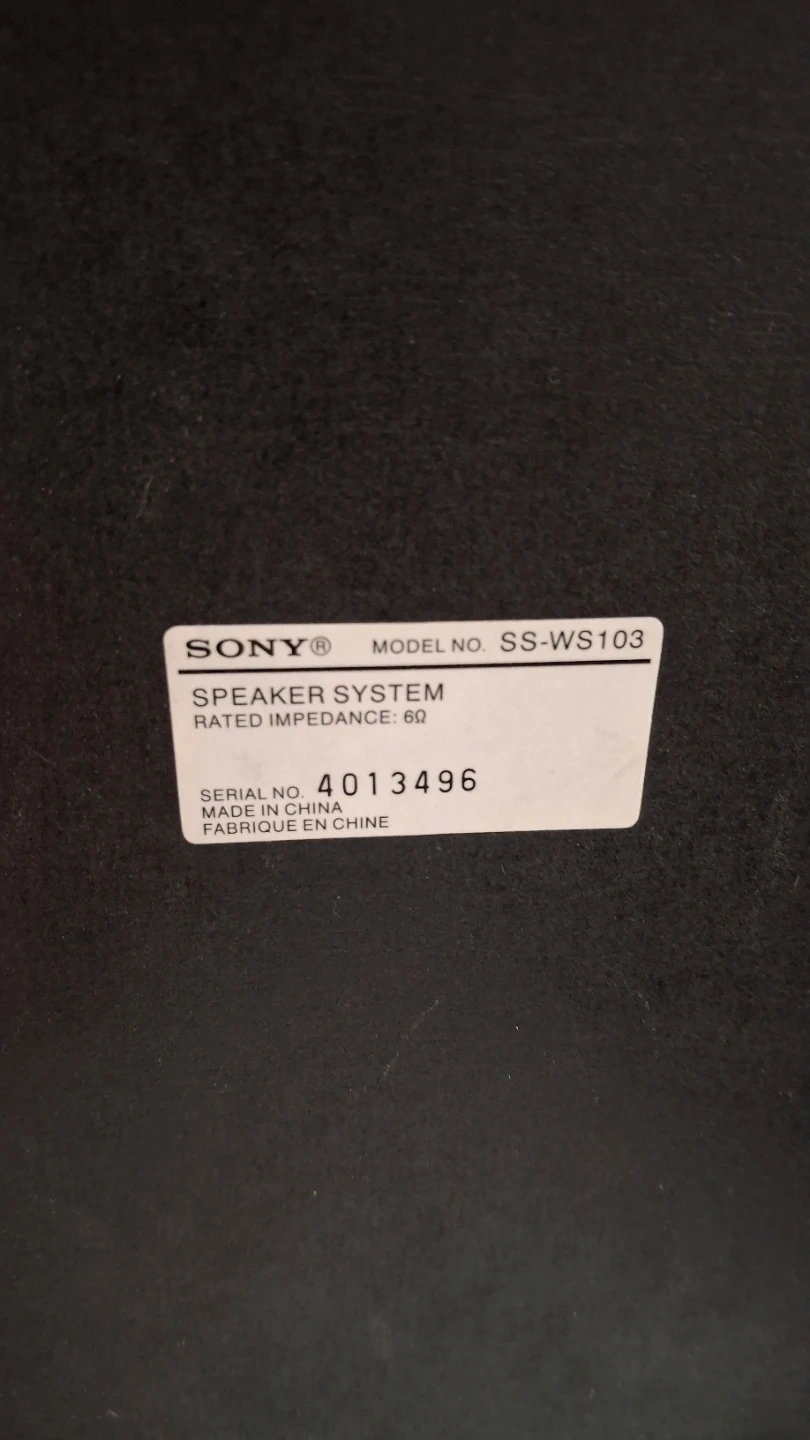 SONY® MODEL NO. SS-WS103
SPEAKER SYSTEM
RATED IMPEDANCE: 6Ω
SERIAL NO. 4013496
MADE IN CHINA
FABRIQUE EN CHINE